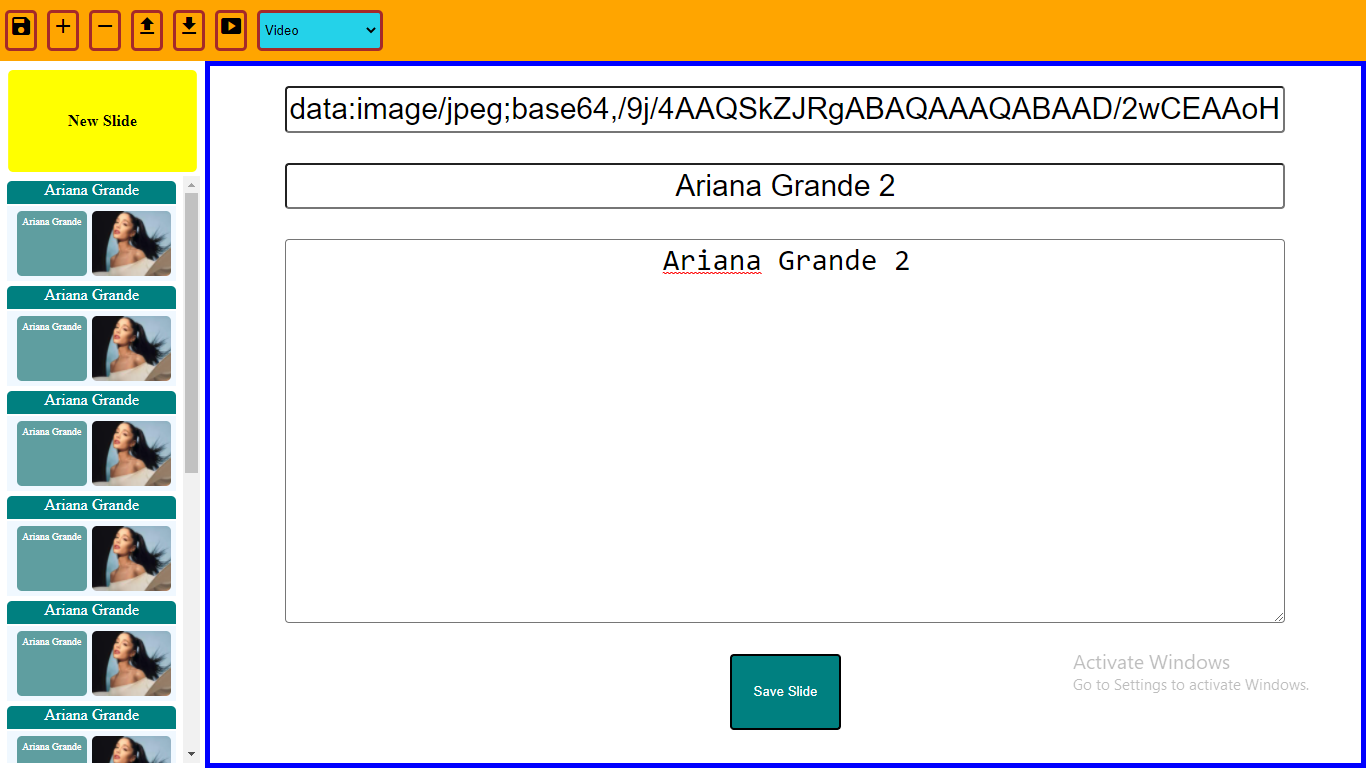 Video
New Slide
Ariana Grande
Ariana Grande
Ariana Grande
Ariana Grande
Ariana Grande
Ariana Grande
Ariana Grande
Ariana Grande
Ariana Grande
Ariana Grande
Ariana Grande
Ariana Grande
data:image/jpeg;base64,/9j/4AAQSkZJRgABAQAAAQABAAD/2wCEAAoH
Ariana Grande 2
Ariana Grande 2
Save Slide
Activate Windows
Go to Settings to activate Windows.